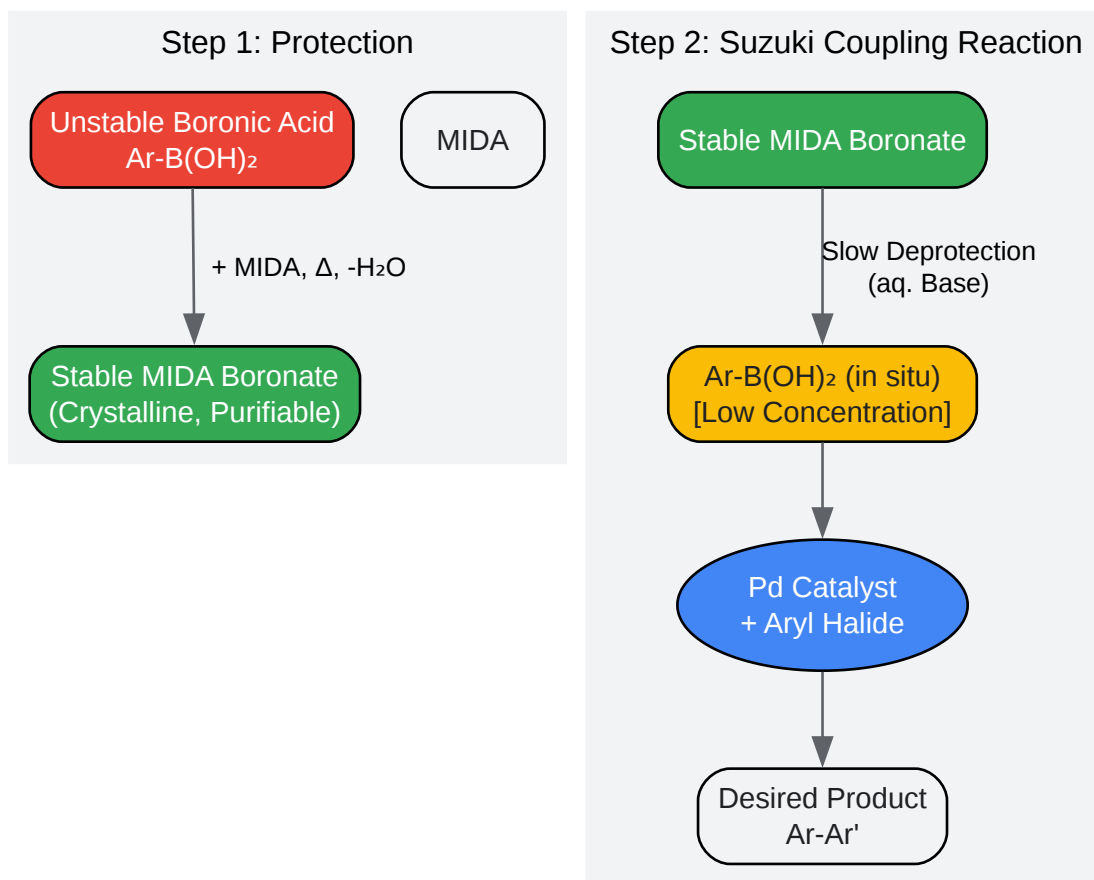 Step 1: Protection
Unstable Boronic Acid
Ar-B(OH)₂
MIDA
+ MIDA, Δ, -H₂O
Stable MIDA Boronate
(Crystalline, Purifiable)
Step 2: Suzuki Coupling Reaction
Stable MIDA Boronate
Slow Deprotection
(aq. Base)
Ar-B(OH)₂ (in situ)
[Low Concentration]
Pd Catalyst
+ Aryl Halide
Desired Product
Ar-Ar'